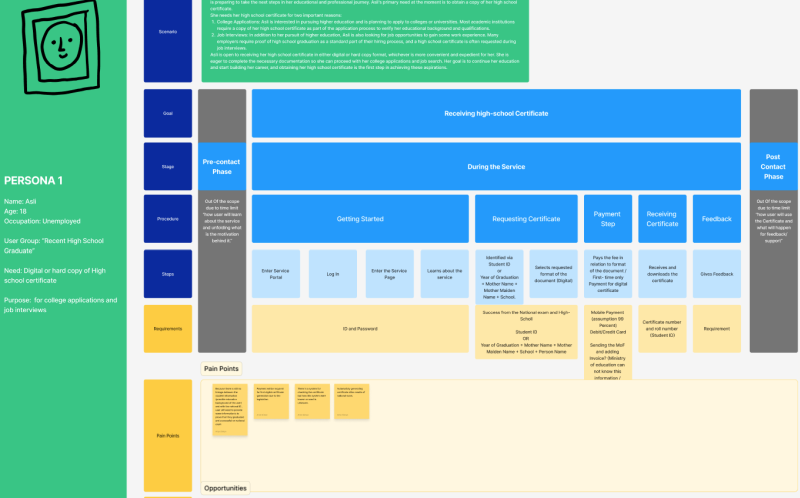 is preparing to take the next steps in her educational and professional journey. Asli's primary need at the moment is to obtain a copy of her high school
certificate.
She needs her high school certificate for two important reasons:
1. College Applications: Asli is interested in pursuing higher education and is planning to apply to colleges or universities. Most academic institutions
require a copy of her high school certificate as part of the application process to verify her educational background and qualifications.
2. Job Interviews: In addition to her pursuit of higher education, Asli is also looking for job opportunities to gain some work experience. Many
employers require proof of high school graduation as a standard part of their hiring process, and a high school certificate is often requested during
job interviews.
Asli is open to receiving her high school certificate in either digital or hard copy format, whichever is more convenient and expedient for her. She is
eager to complete the necessary documentation so she can proceed with her college applications and job search. Her goal is to continue her education
and start building her career, and obtaining her high school certificate is the first step in achieving these aspirations.
Scenario
Goal
Receiving high-school Certificate
Stage
Pre-contact
Phase
During the Service
Post
Contact
Phase
PERSONA 1
Name: Asli
Age: 18
Occupation: Unemployed
User Group: "Recent High School
Graduate"
Need: Digital or hard copy of High
school certificate
Purpose: for college applications and
job interviews
Procedure
Out Of the scope
due to time limit
"how user will learn
about the service
and unfolding what
is the motivation
behind it."
Getting Started
Requesting Certificate
Payment
Step
Receiving
Certificate
Feedback
Out Of the scope
due to time limit
"how user will use
the Certificate and
what will happen
for feedback/
support"
Steps
Enter Service
Portal
Log In
Enter the Service
Page
Learns about the
service
Identified via
Student ID
or
Year of Graduation
+ Mother Name +
Mother Maiden
Name + School.
Selects requested
format of the
document (Digital)
Pays the fee in
relation to format
of the document /
First- time only
Payment for digital
certificate
Receives and
downloads the
certificate
Gives Feedback
Requirements
ID and Password
Success from the National exam and High-
School
Student ID
OR
Year of Graduation + Mother Name + Mother
Maiden Name + School + Person Name
Mobile Payment
(assumption 99
Percent)
Debit/Credit Card
Sending the MoF
and adding
invoice? (Ministry
of education can
not know this
information /
Certificate number
and roll number
(Student ID)
Requirement
Pain Points
Pain Points
Opportunities